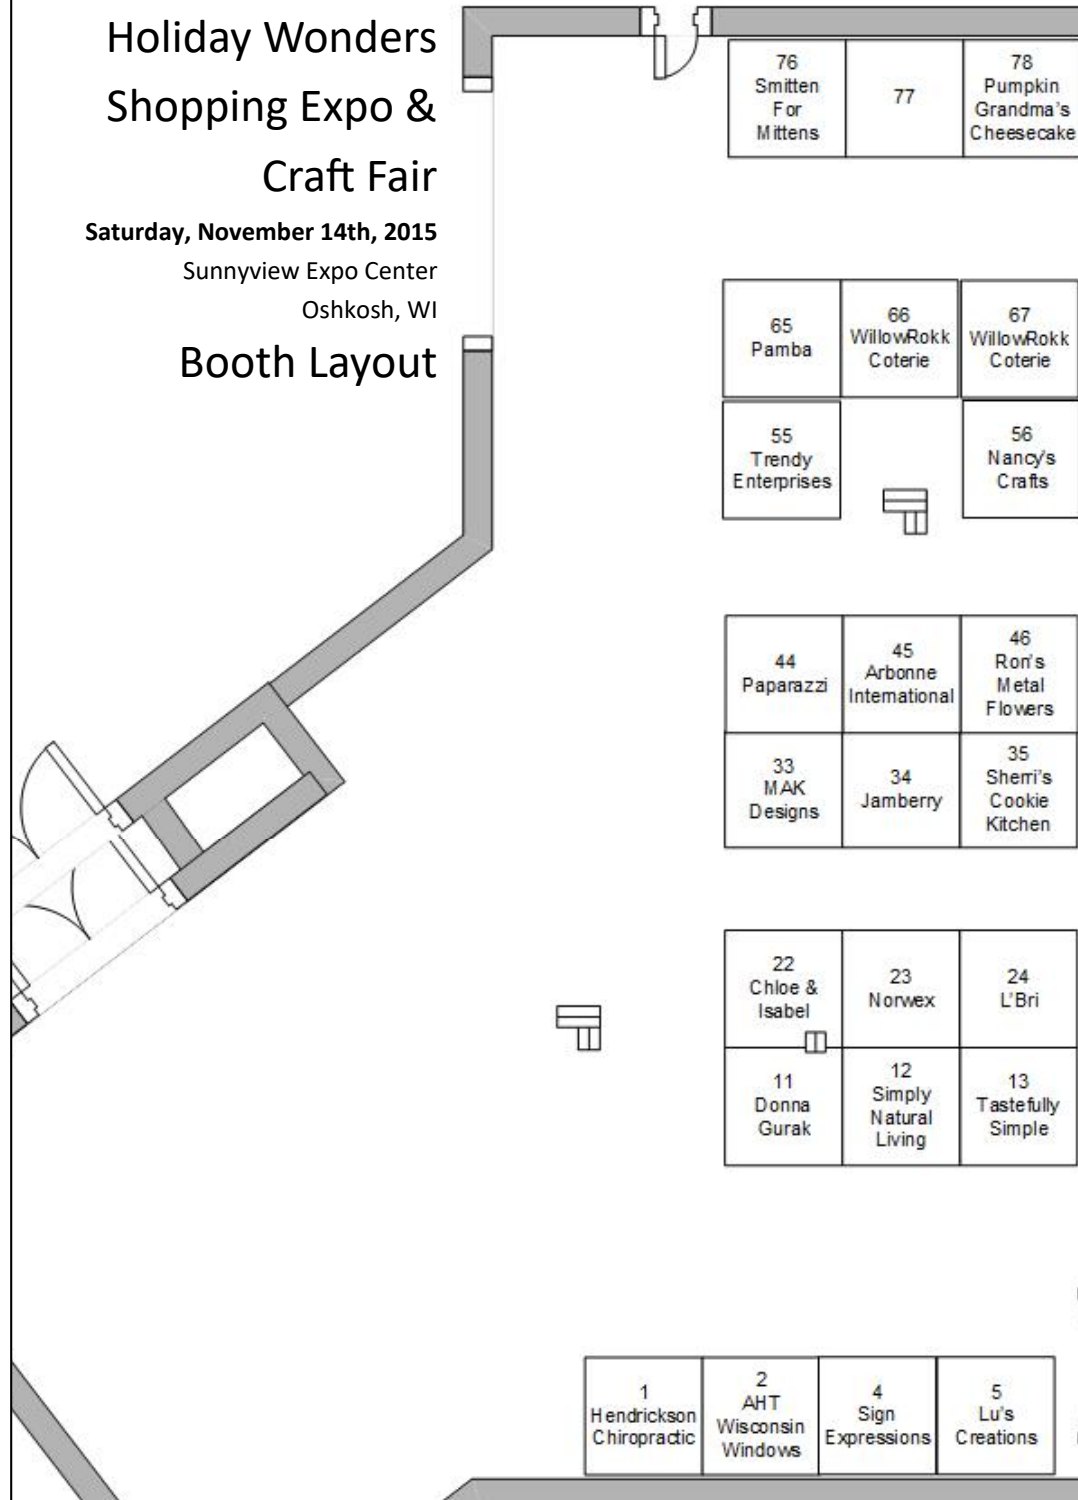 Holiday Wonders
Shopping Expo &
Craft Fair
Saturday, November 14th, 2015
Sunnyview Expo Center
Oshkosh, WI
Booth Layout
76
Smitten
For
Mittens
77
78
Pumpkin
Grandma's
Cheesecake
65
Pamba
66
WillowRokk
Coterie
67
WillowRokk
Coterie
55
Trendy
Enterprises
56
Nancy's
Crafts
44
Paparazzi
45
Arbonne
International
46
Ron's
Metal
Flowers
33
MAK
Designs
34
Jamberry
35
Sherri's
Cookie
Kitchen
22
Chloe &
Isabel
23
Norwex
24
L'Bri
11
Donna
Gurak
12
Simply
Natural
Living
13
Tastefully
Simple
1
Hendrickson
Chiropractic
2
AHT
Wisconsin
Windows
4
Sign
Expressions
5
Lu's
Creations